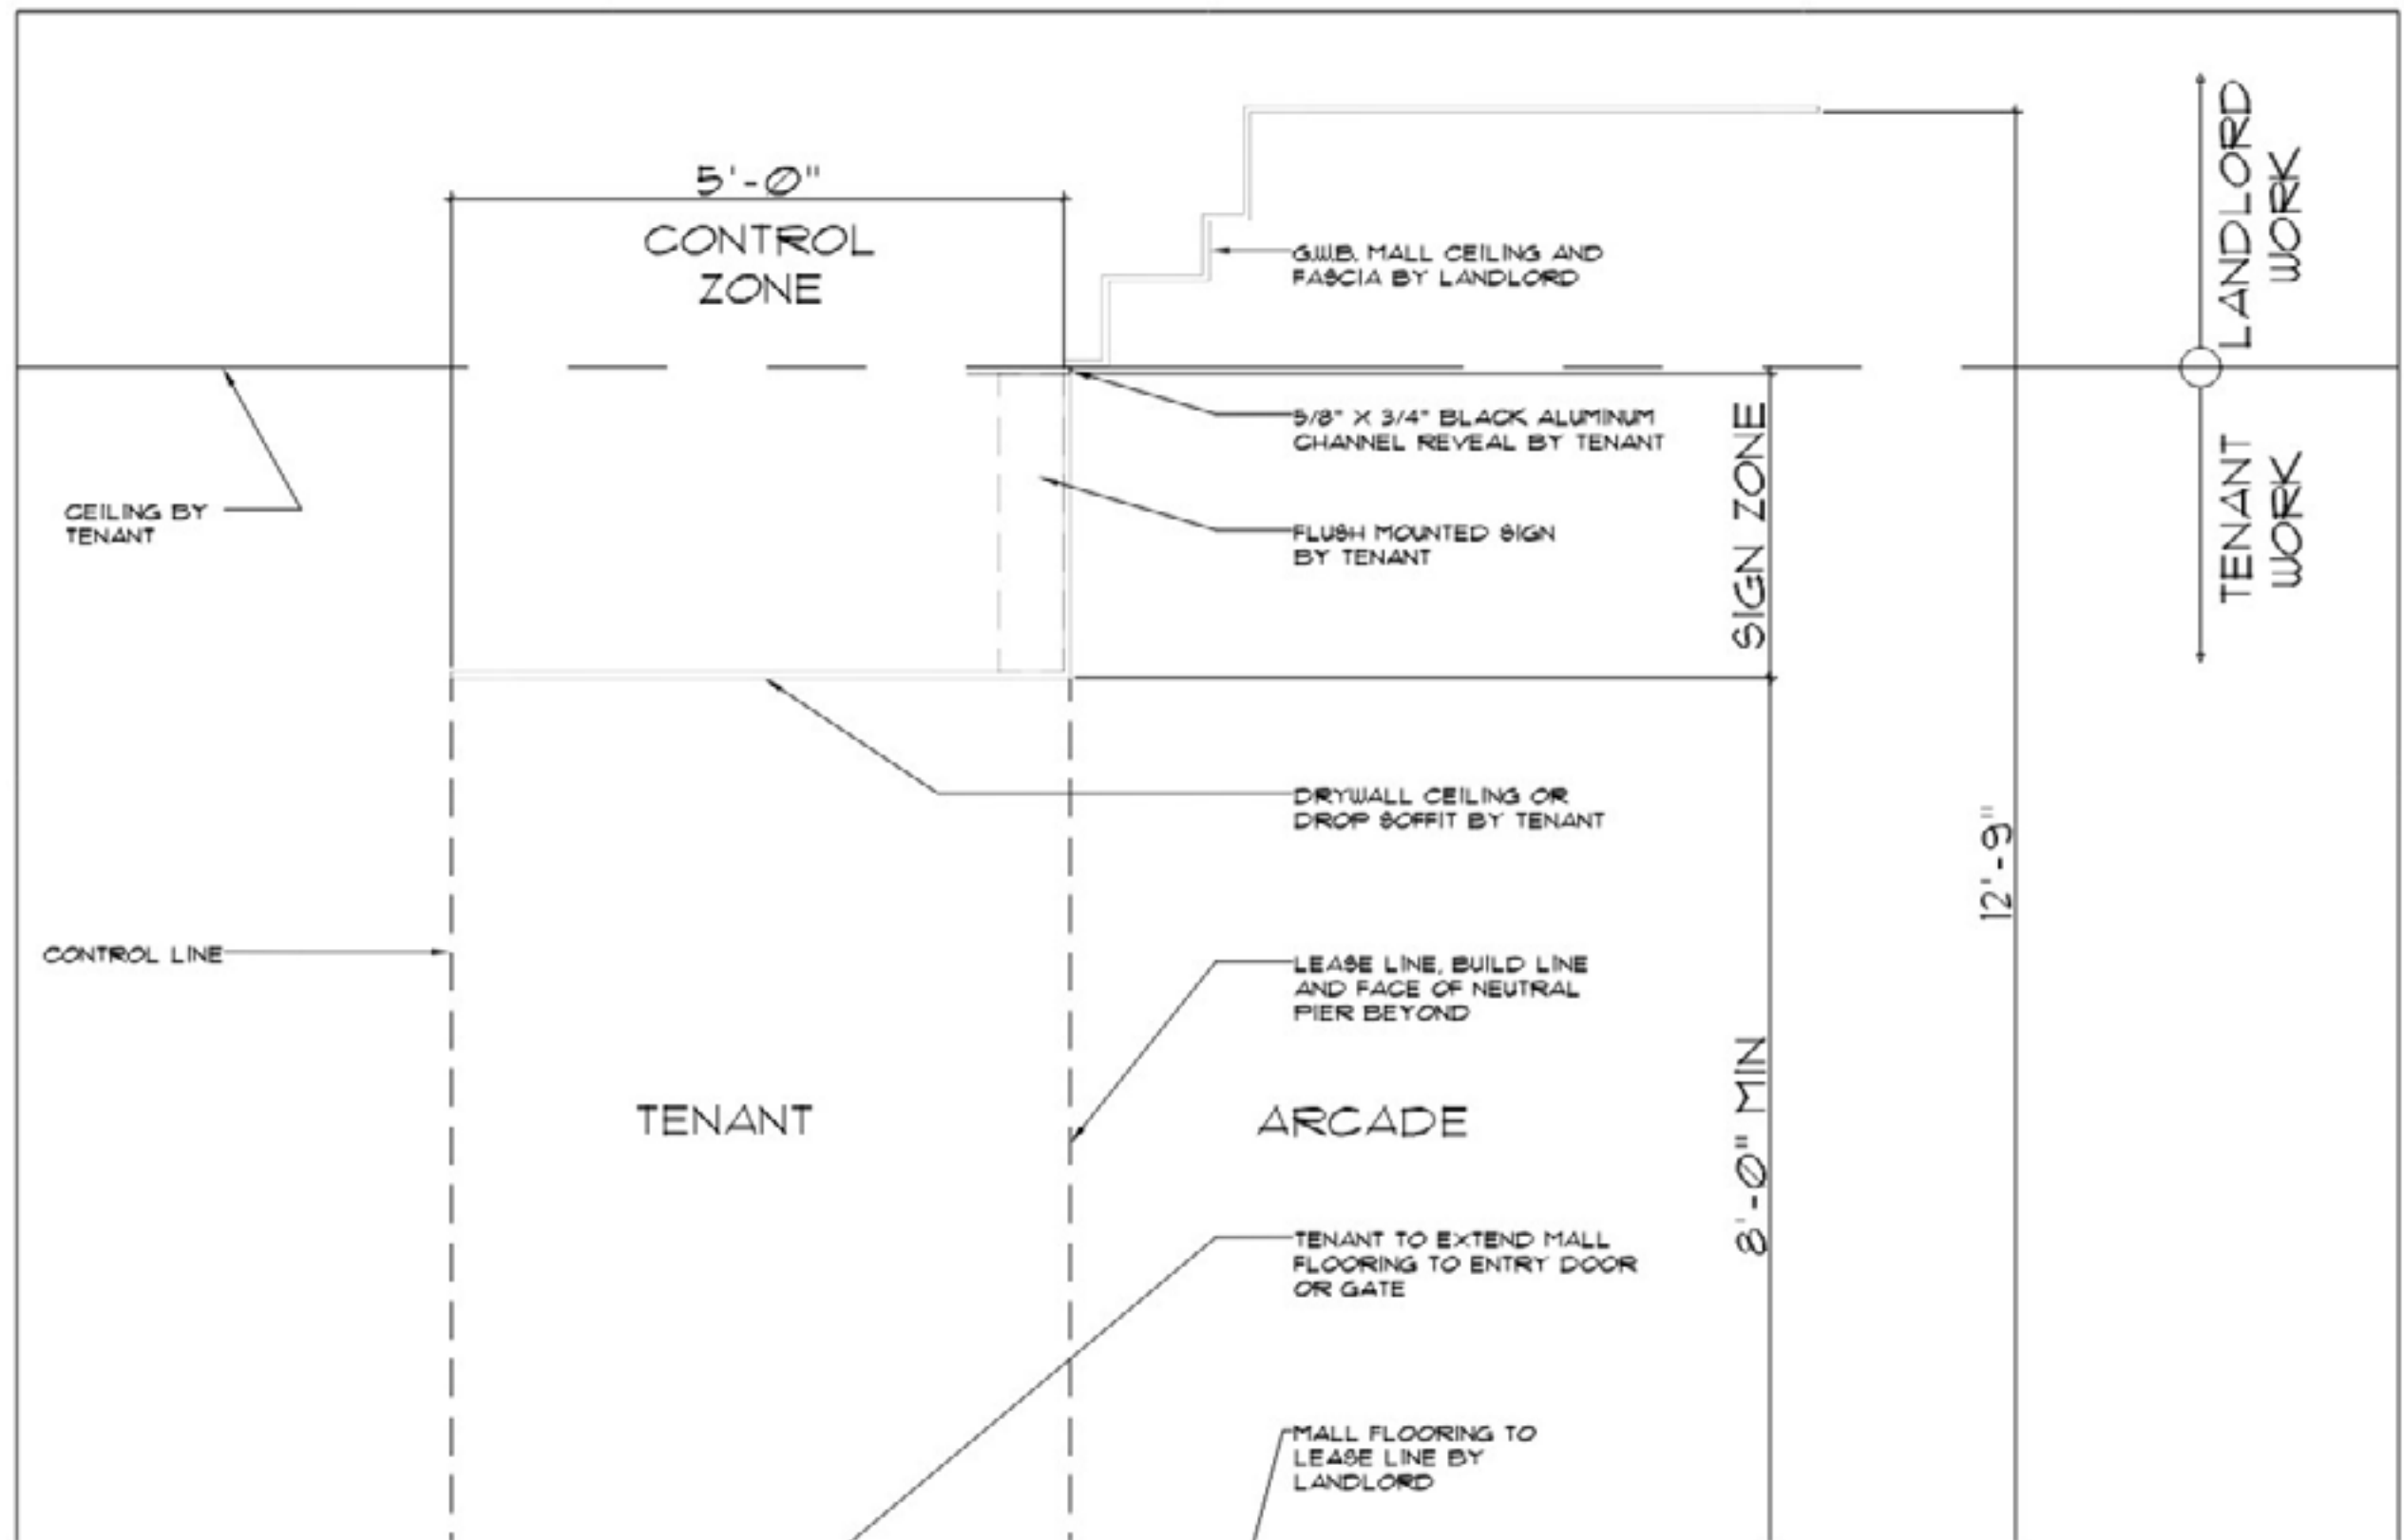 5'-0"
CONTROL
ZONE
G.W.B. MALL CEILING AND
FASCIA BY LANDLORD
LANDLORD
WORK
5/8" X 3/4" BLACK ALUMINUM
CHANNEL REVEAL BY TENANT
SIGN ZONE
TENANT
WORK
CEILING BY
TENANT
FLUSH MOUNTED SIGN
BY TENANT
DRYWALL CEILING OR
DROP SOFFIT BY TENANT
12'-9"
CONTROL LINE
LEASE LINE, BUILD LINE
AND FACE OF NEUTRAL
PIER BEYOND
TENANT
ARCADE
8'-0" MIN
TENANT TO EXTEND MALL
FLOORING TO ENTRY DOOR
OR GATE
MALL FLOORING TO
LEASE LINE BY
LANDLORD